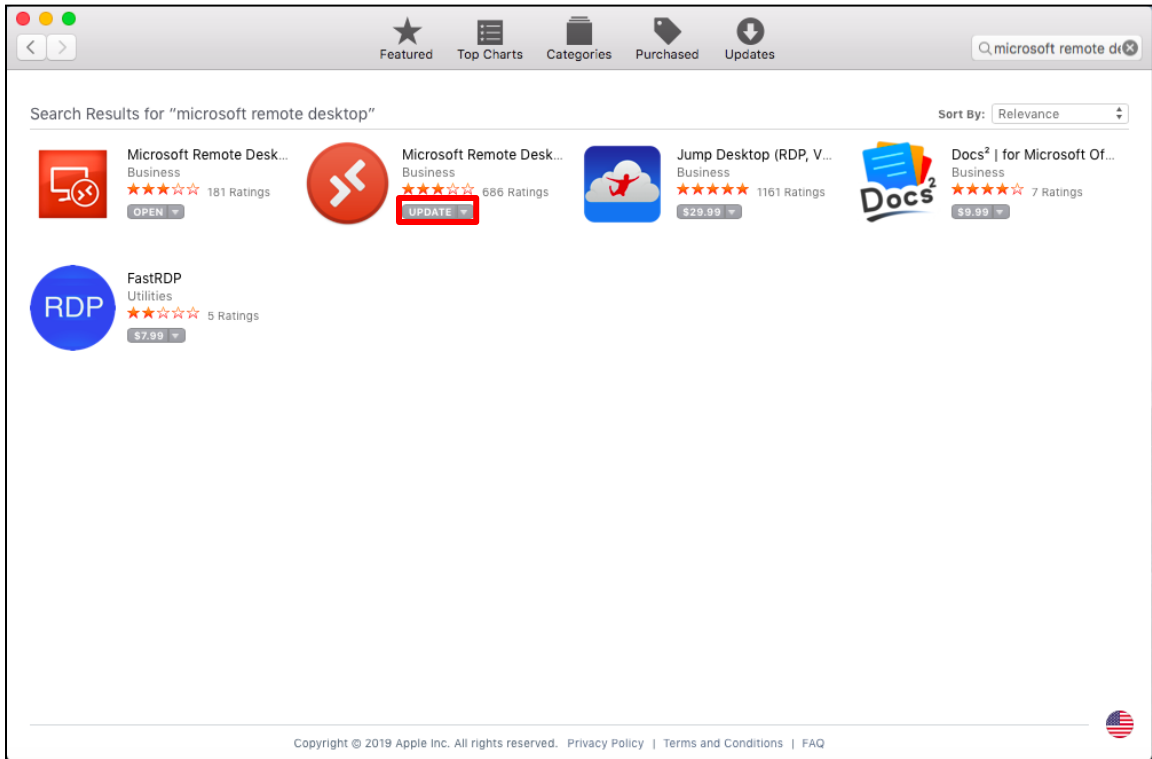 microsoft remote de
Featured Top Charts Categories Purchased Updates
Search Results for "microsoft remote desktop"
Sort By: Relevance
Microsoft Remote Desk...
Business
181 Ratings
OPEN
Microsoft Remote Desk...
Business
686 Ratings
UPDATE
Jump Desktop (RDP, V...
Business
1161 Ratings
$29.99
Docs²
Docs² | for Microsoft Of...
Business
7 Ratings
$9.99
RDP
FastRDP
Utilities
5 Ratings
$7.99
Copyright © 2019 Apple Inc. All rights reserved. Privacy Policy | Terms and Conditions | FAQ